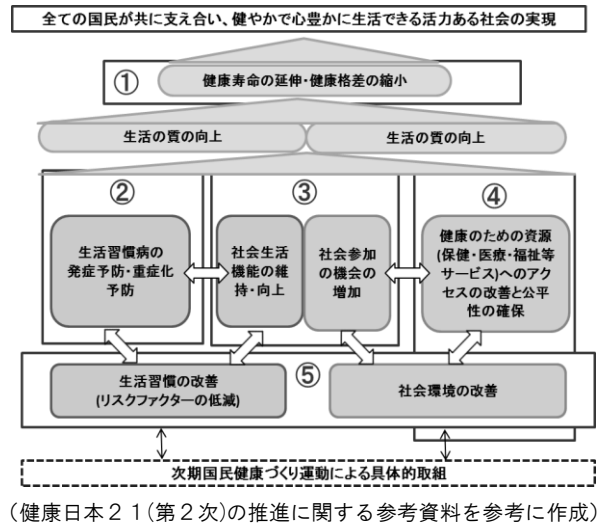 全ての国民が共に支え合い、健やかで心豊かに生活できる活力ある社会の実現
①
健康寿命の延伸・健康格差の縮小
生活の質の向上
生活の質の向上
②
生活習慣病の
発症予防・重症化
予防
③
社会生活
機能の維
持・向上
社会参加
の機会の
増加
④
健康のための資源
(保健・医療・福祉等
サービス)へのアク
セスの改善と公平
性の確保
⑤
生活習慣の改善
(リスクファクターの低減)
社会環境の改善
次期国民健康づくり運動による具体的取組
(健康日本21(第2次)の推進に関する参考資料を参考に作成)